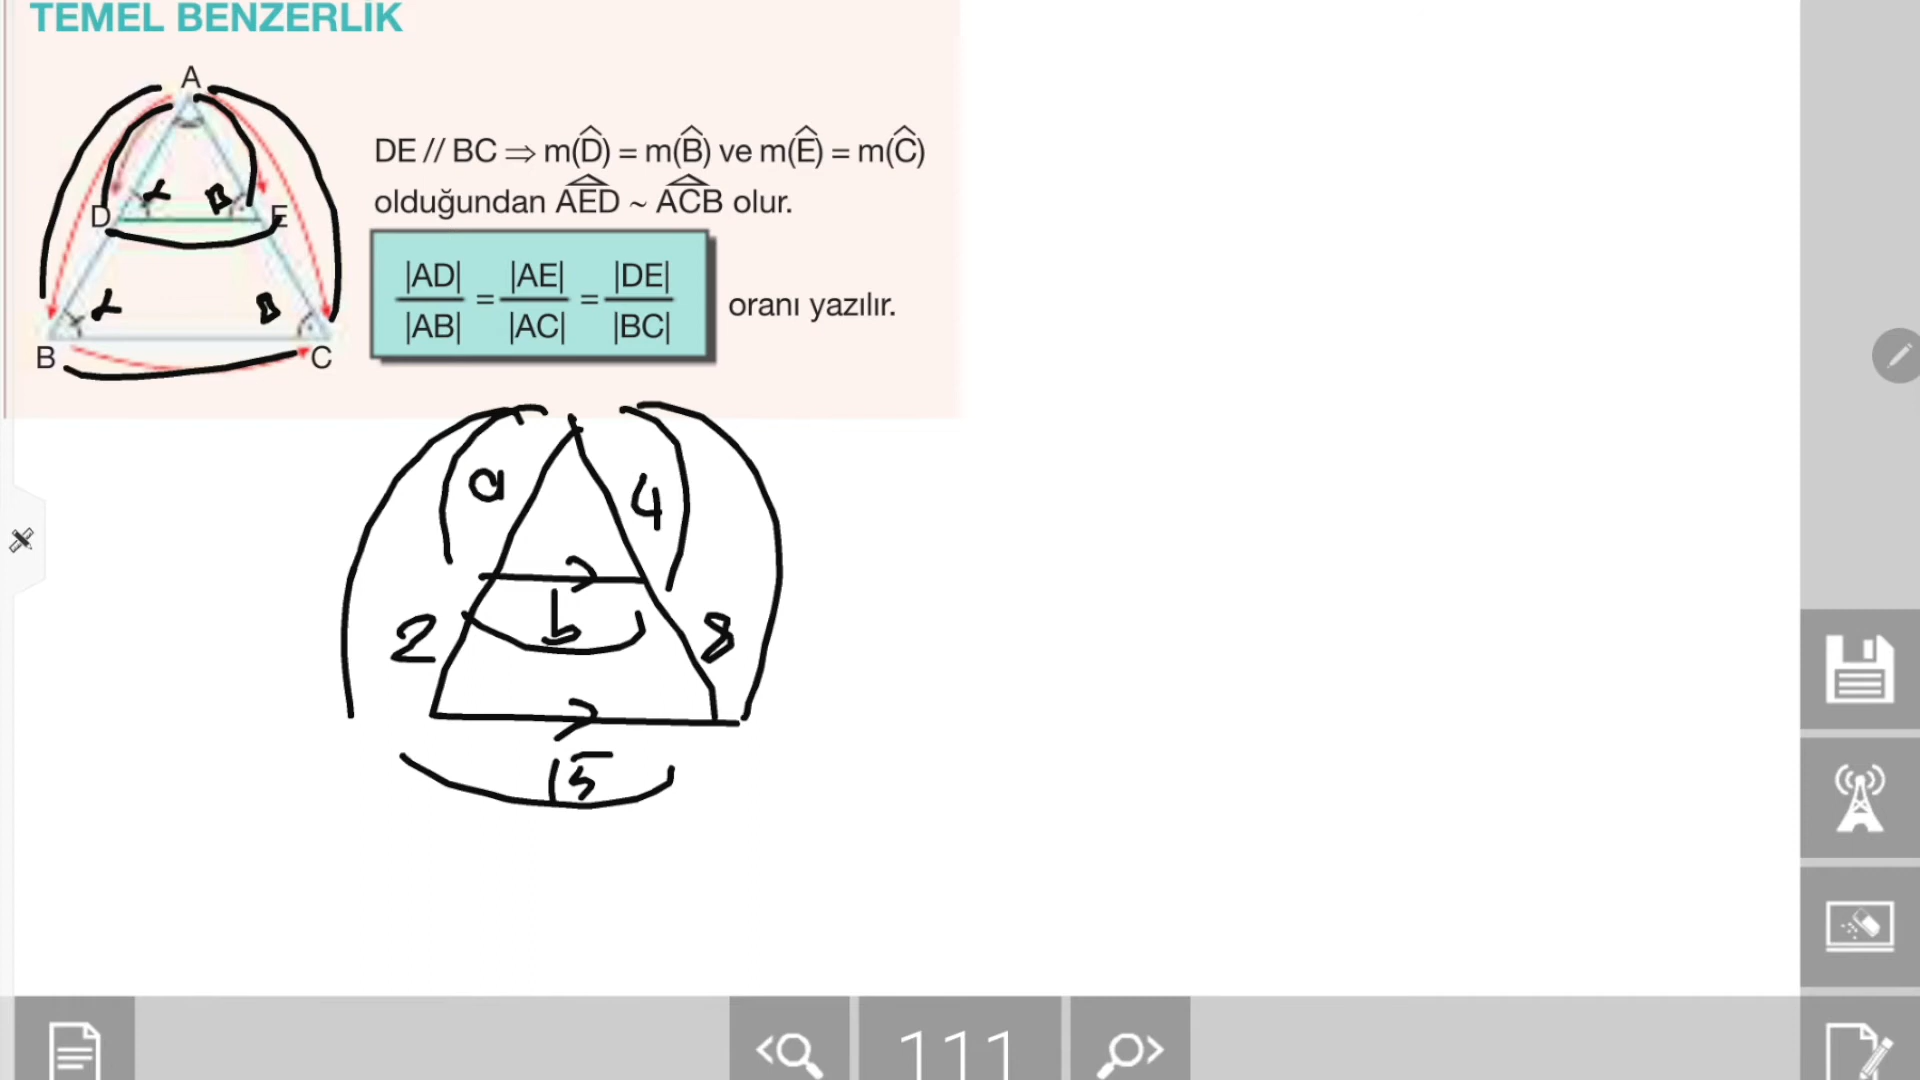 TEMEL BENZERLİK
A
DE // BC ⇒ m(D̂) = m(B̂) ve m(Ê) = m(Ĉ)
D E
olduğundan AED ~ ACB olur.
|AD| / |AB| = |AE| / |AC| = |DE| / |BC| oranı yazılır.
B C
a 4
b
2 8
15
111